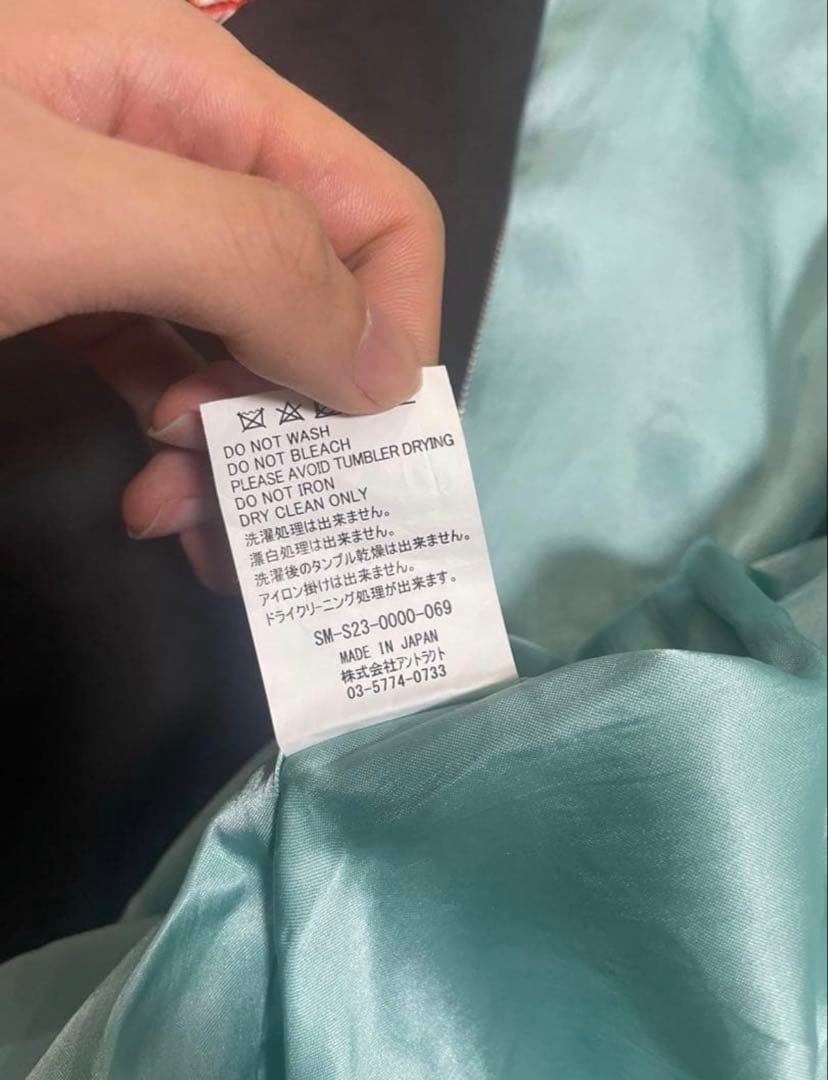 DO NOT WASH
DO NOT BLEACH
PLEASE AVOID TUMBLER DRYING
DO NOT IRON
DRY CLEAN ONLY
洗濯処理は出来ません。
漂白処理は出来ません。
洗濯後のタンブル乾燥は出来ません。
アイロン掛けは出来ません。
ドライクリーニング処理が出来ます。
SM-S23-0000-069
MADE IN JAPAN
株式会社アントラクト
03-5774-0733